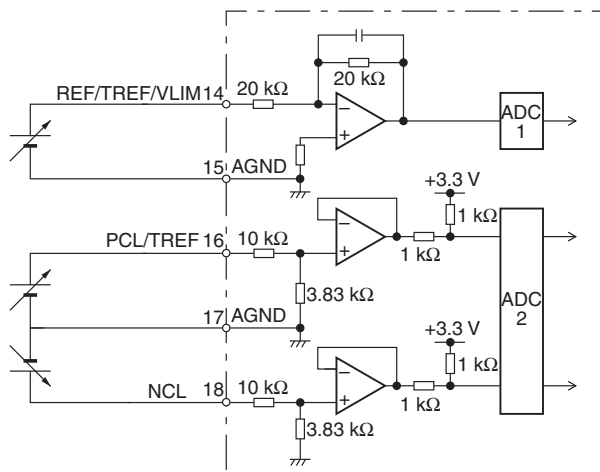 REF/TREF/VLIM 14
20 kΩ
20 kΩ
−
+
ADC
1
15 AGND
PCL/TREF 16
10 kΩ
−
+
+3.3 V
1 kΩ
1 kΩ
3.83 kΩ
17 AGND
ADC
2
NCL 18
10 kΩ
−
+
+3.3 V
1 kΩ
1 kΩ
3.83 kΩ